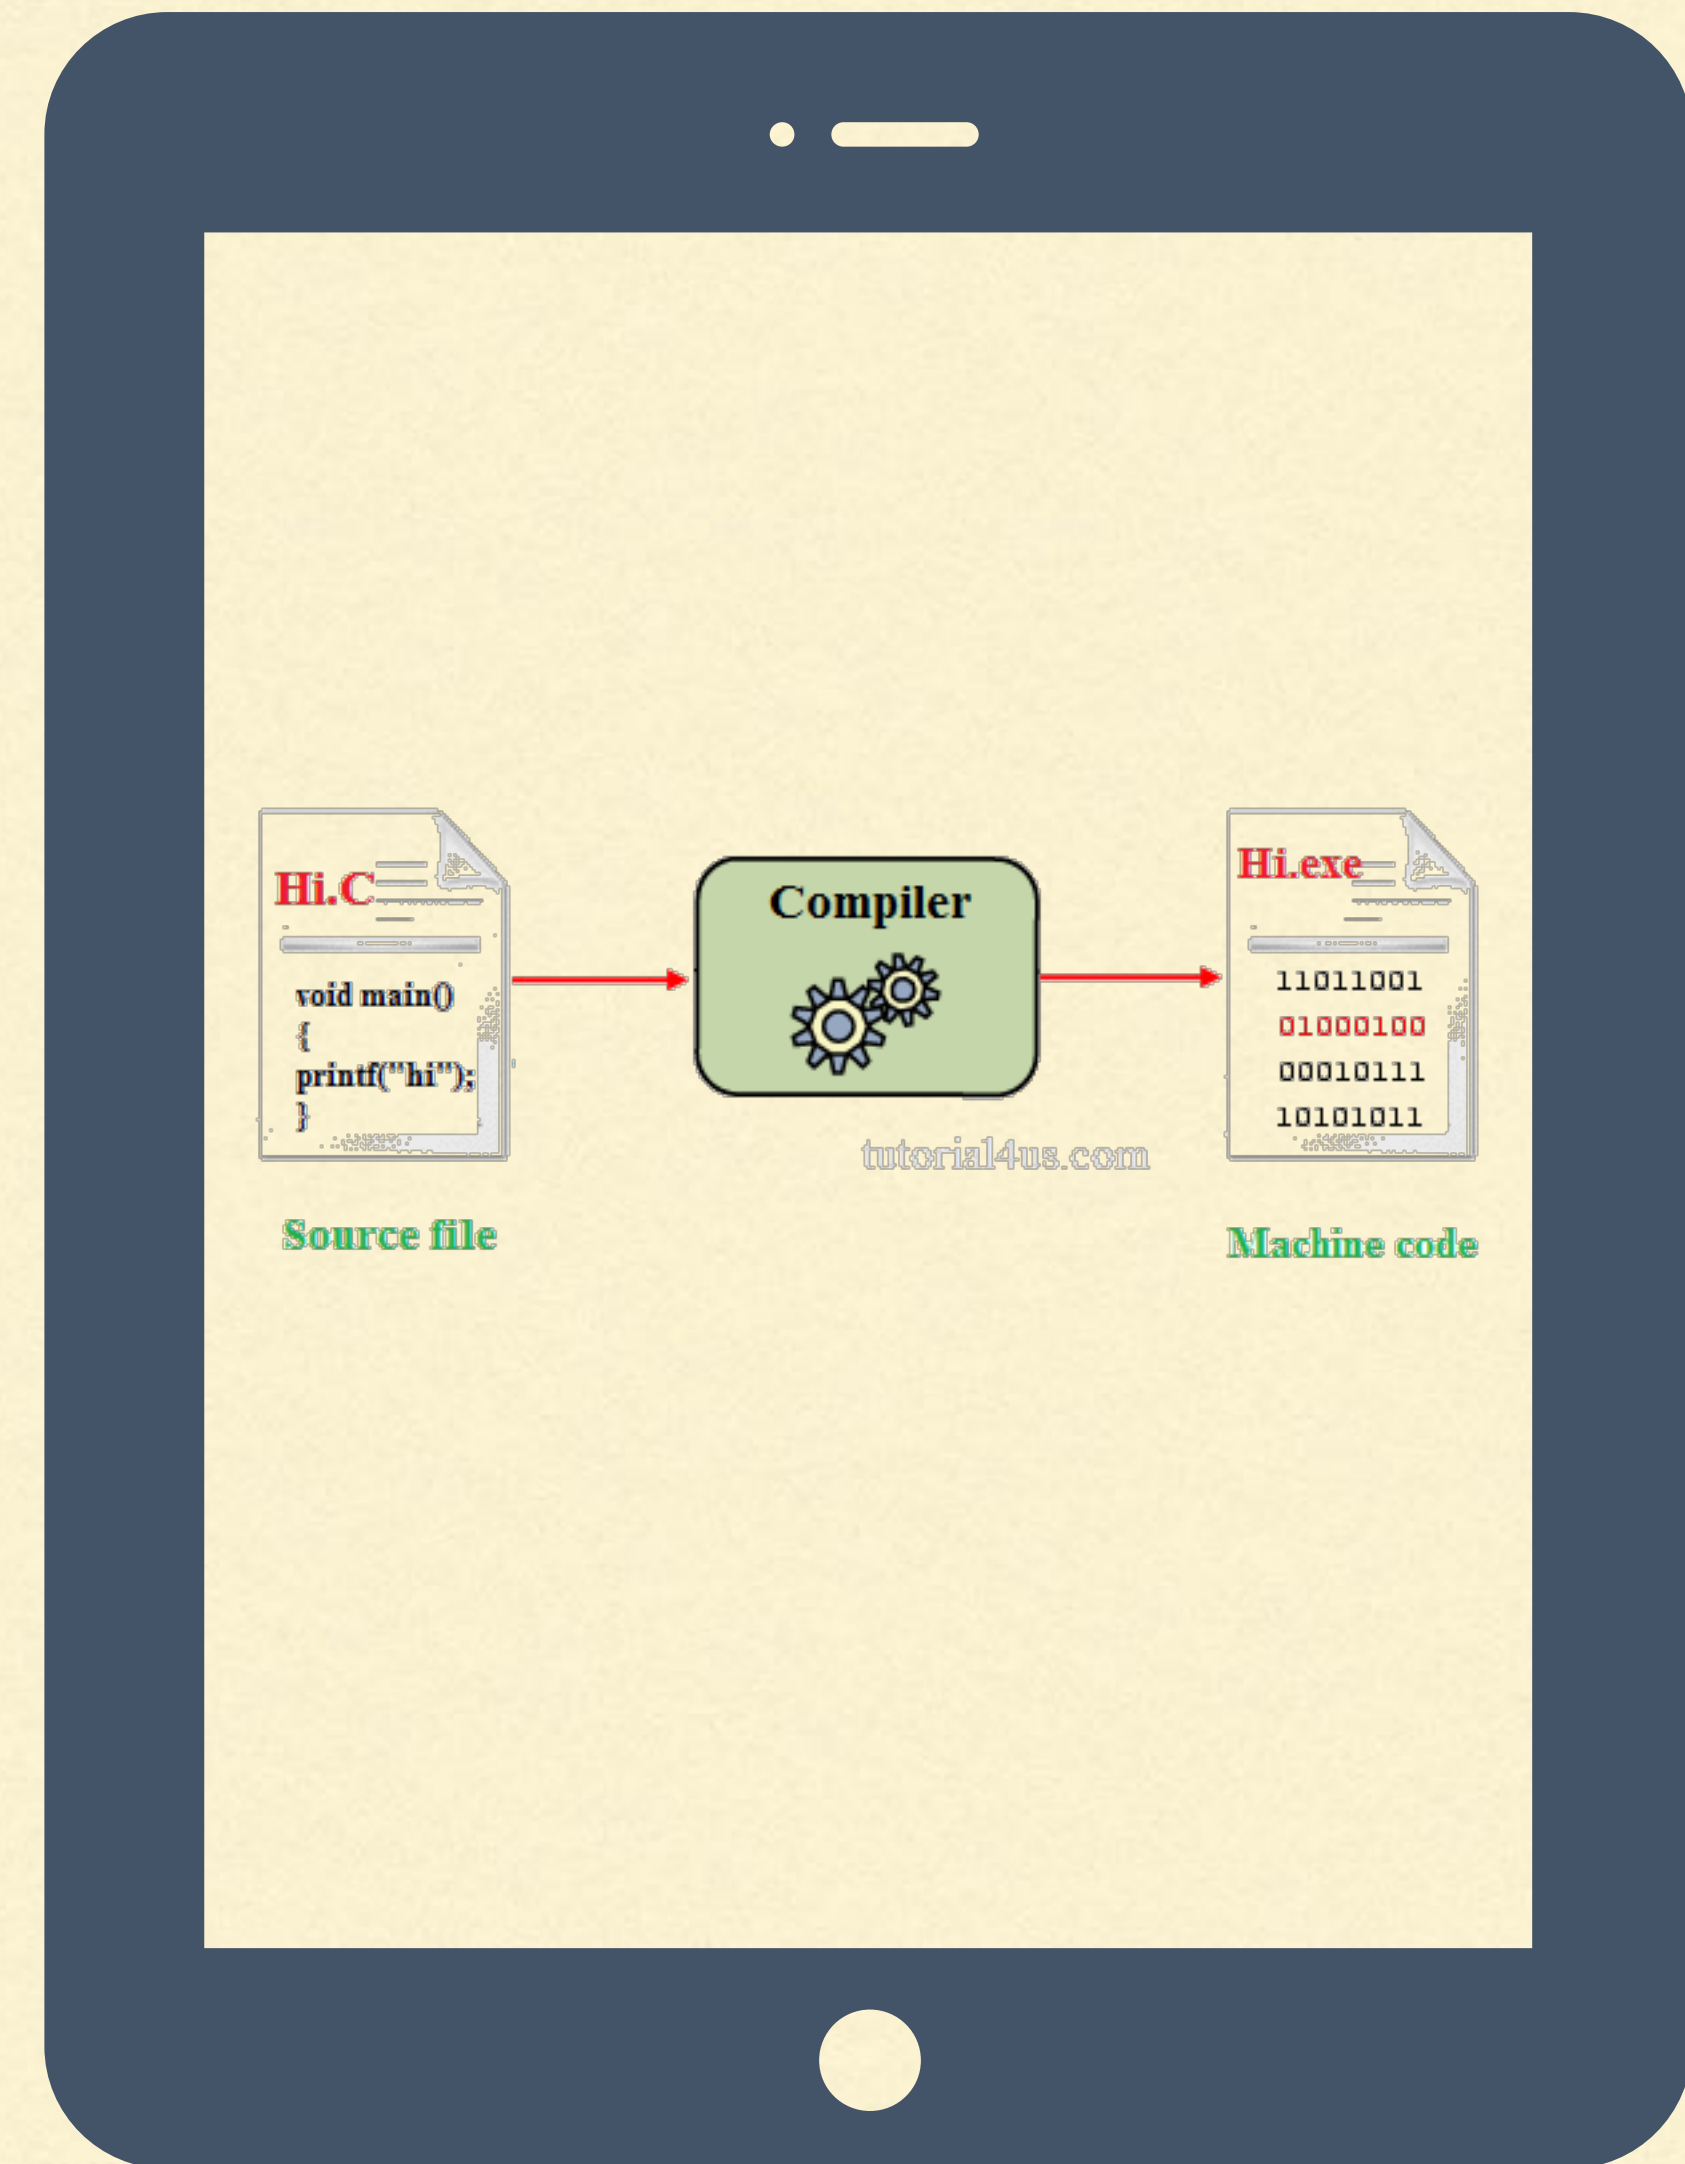 Hi.C
void main()
{
printf("hi");
}
Source file
Compiler
tutorial4us.com
Hi.exe
11011001
01000100
00010111
10101011
Machine code